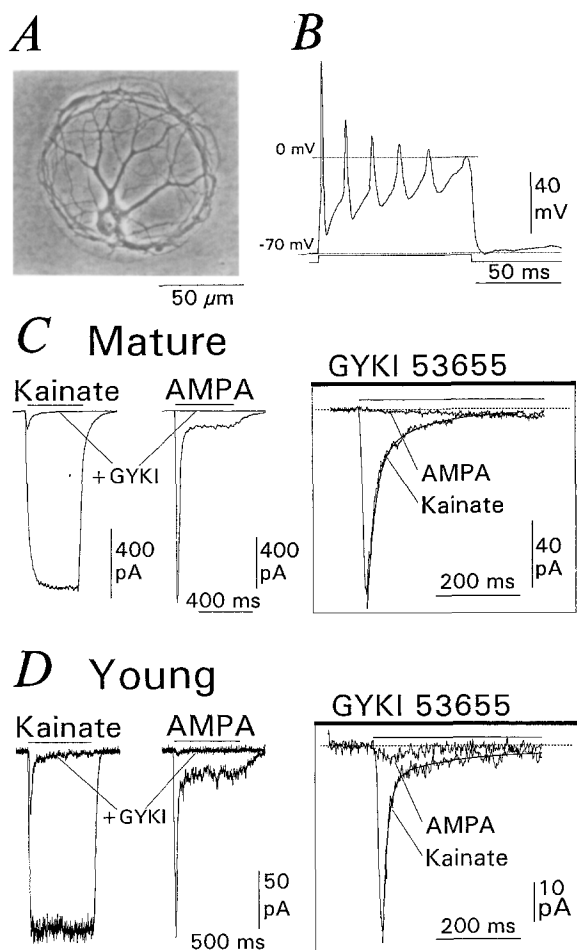 A
B
0 mV
-70 mV
40
mV
50 ms
50 μm
C Mature
Kainate
AMPA
+GYKI
400
pA
400
pA
400 ms
GYKI 53655
AMPA
Kainate
40
pA
200 ms
D Young
Kainate
AMPA
+GYKI
50
pA
500 ms
GYKI 53655
AMPA
Kainate
10
pA
200 ms